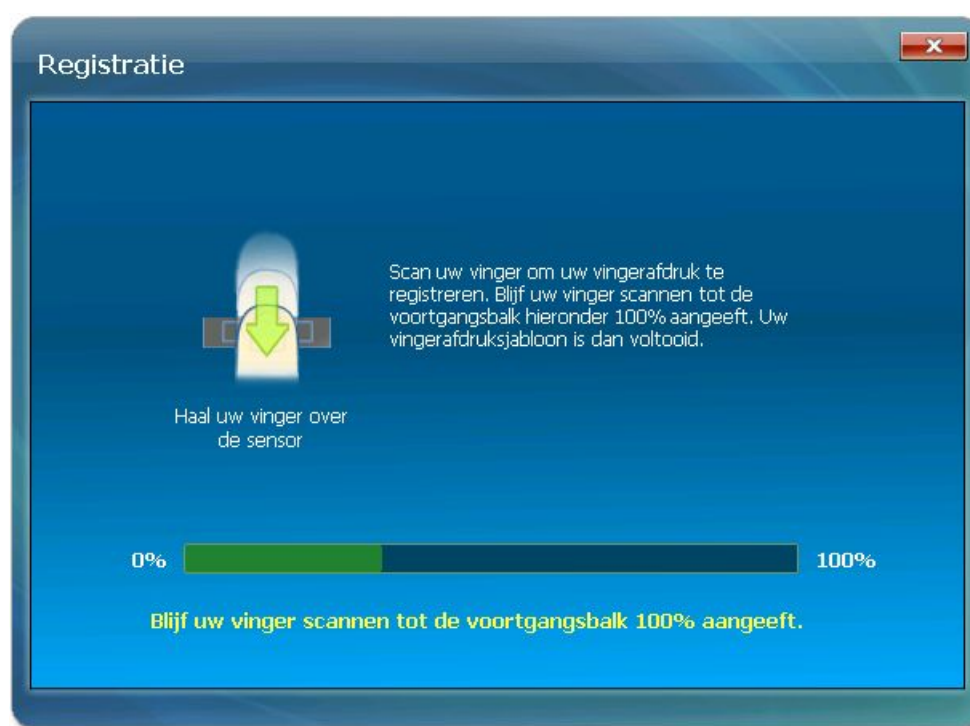 Registratie
Scan uw vinger om uw vingerafdruk te
registreren. Blijf uw vinger scannen tot de
voortgangsbalk hieronder 100% aangeeft. Uw
vingerafdruksjabloon is dan voltooid.
Haal uw vinger over
de sensor
0% 100%
Blijf uw vinger scannen tot de voortgangsbalk 100% aangeeft.